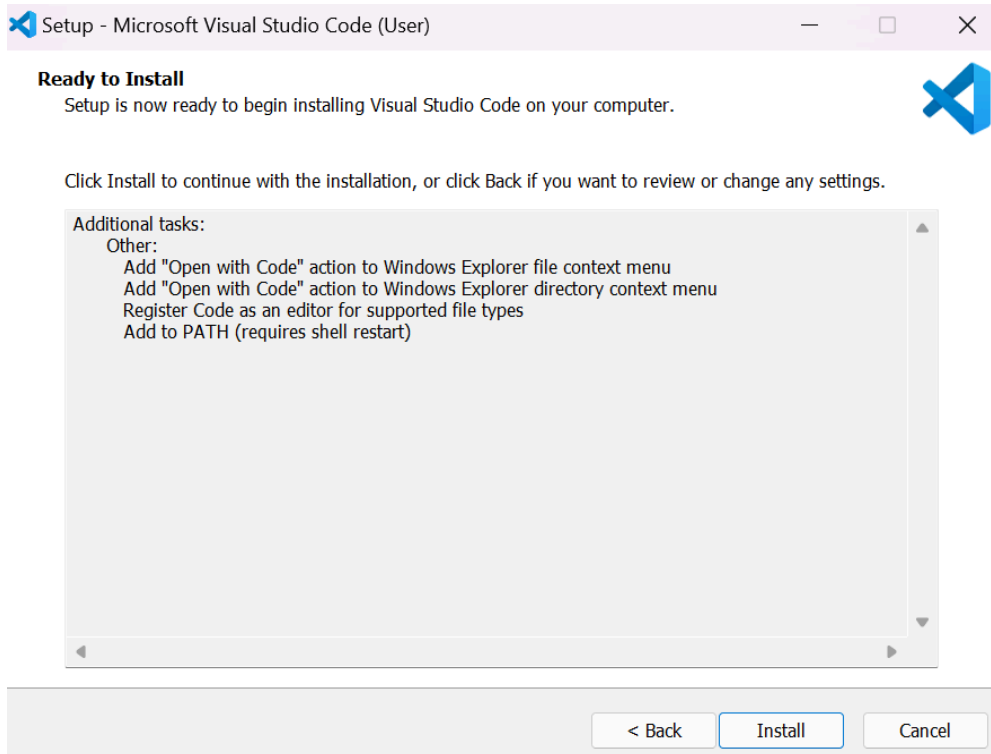 Setup - Microsoft Visual Studio Code (User)
Ready to Install
Setup is now ready to begin installing Visual Studio Code on your computer.
Click Install to continue with the installation, or click Back if you want to review or change any settings.
Additional tasks:
Other:
Add "Open with Code" action to Windows Explorer file context menu
Add "Open with Code" action to Windows Explorer directory context menu
Register Code as an editor for supported file types
Add to PATH (requires shell restart)
< Back Install Cancel